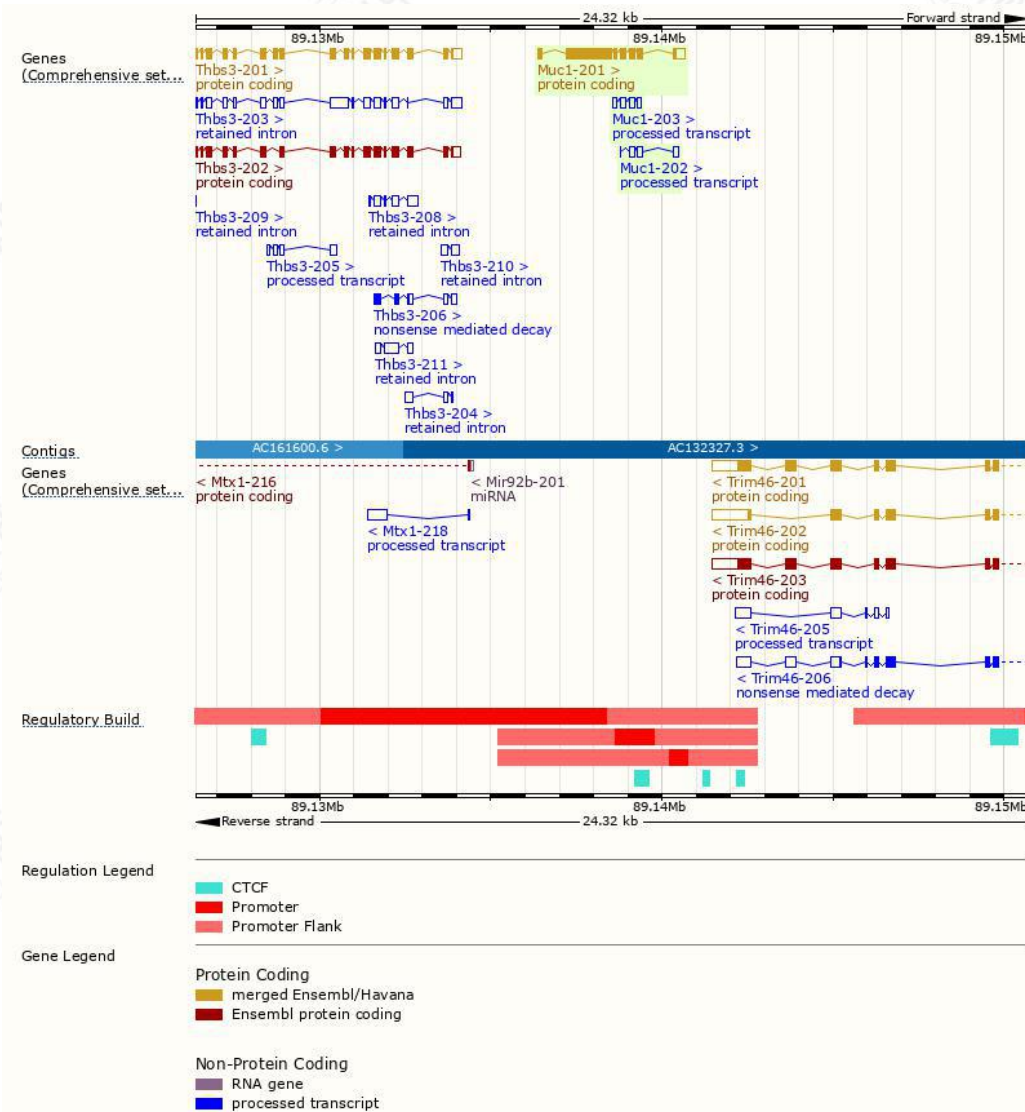 24.32 kb
Forward strand
89.13Mb 89.14Mb 89.15Mb
Genes
(Comprehensive set...
Thbs3-201 >
protein coding
Muc1-201 >
protein coding
Thbs3-203 >
retained intron
Muc1-203 >
processed transcript
Thbs3-202 >
protein coding
Muc1-202 >
processed transcript
Thbs3-209 >
retained intron
Thbs3-208 >
retained intron
Thbs3-205 >
processed transcript
Thbs3-210 >
retained intron
Thbs3-206 >
nonsense mediated decay
Thbs3-211 >
retained intron
Thbs3-204 >
retained intron
Contigs
AC161600.6 >
AC132327.3 >
Genes
(Comprehensive set...
< Mtx1-216
protein coding
< Mir92b-201
miRNA
< Trim46-201
protein coding
< Mtx1-218
processed transcript
< Trim46-202
protein coding
< Trim46-203
protein coding
< Trim46-205
processed transcript
< Trim46-206
nonsense mediated decay
Regulatory Build
89.13Mb 89.14Mb 89.15Mb
Reverse strand
24.32 kb
Regulation Legend
CTCF
Promoter
Promoter Flank
Gene Legend
Protein Coding
merged Ensembl/Havana
Ensembl protein coding
Non-Protein Coding
RNA gene
processed transcript